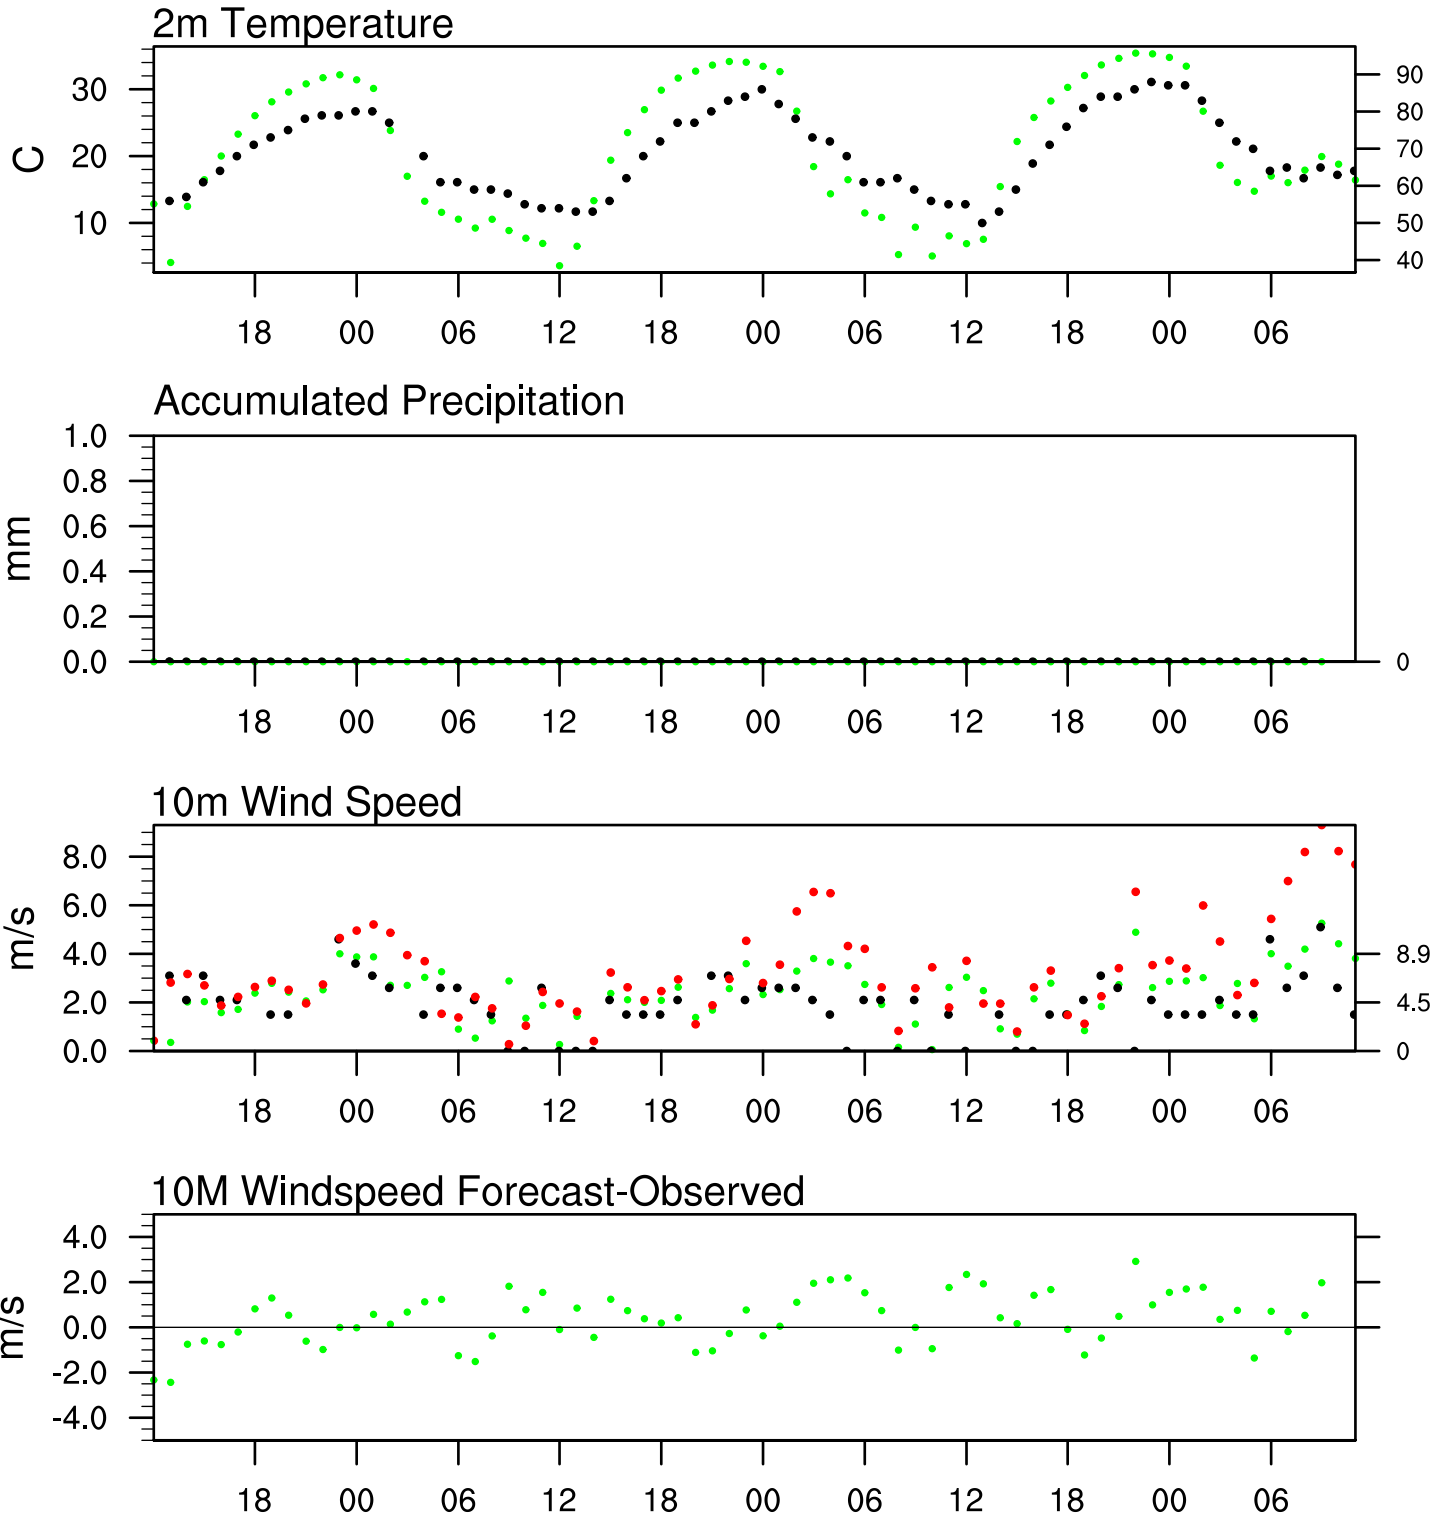 2m Temperature
30
20
10
C
90
80
70
60
50
40
18 00 06 12 18 00 06 12 18 00 06
Accumulated Precipitation
1.0
0.8
0.6
0.4
0.2
0.0
mm
0
18 00 06 12 18 00 06 12 18 00 06
10m Wind Speed
8.0
6.0
4.0
2.0
0.0
m/s
8.9
4.5
0
18 00 06 12 18 00 06 12 18 00 06
10M Windspeed Forecast-Observed
4.0
2.0
0.0
-2.0
-4.0
m/s
18 00 06 12 18 00 06 12 18 00 06